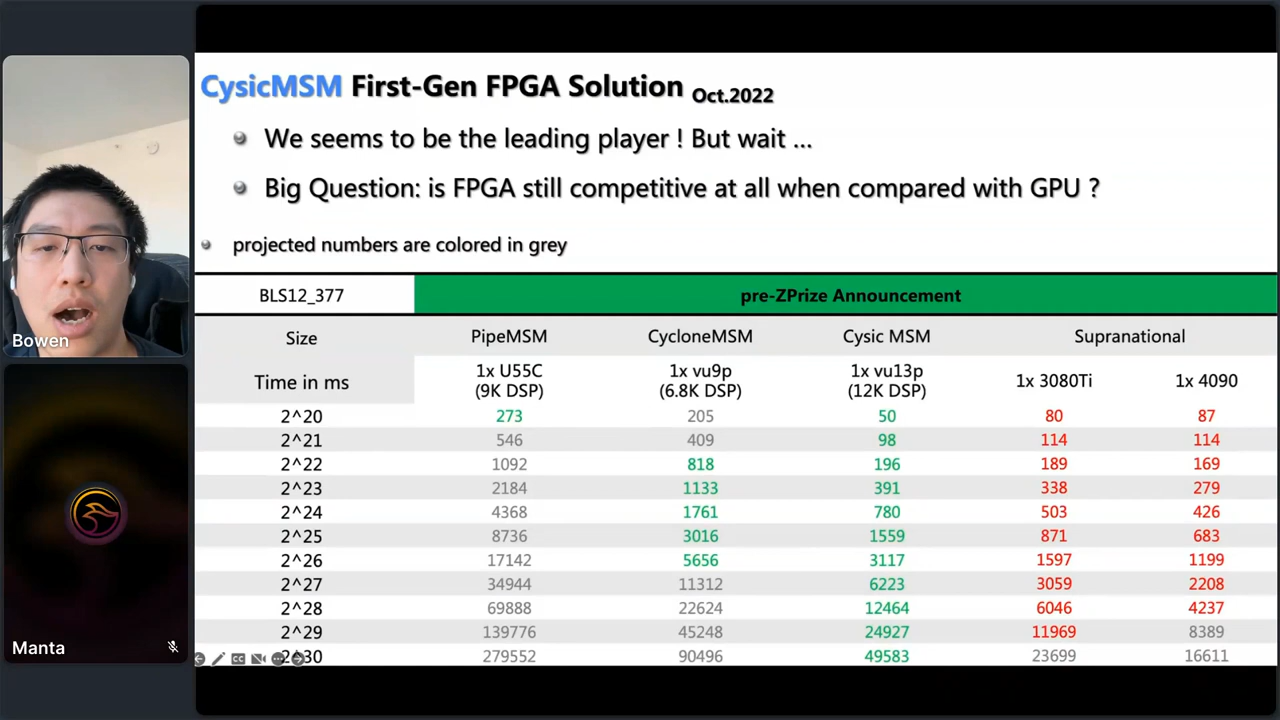 CysicMSM First-Gen FPGA Solution Oct.2022
We seems to be the leading player ! But wait ...
Big Question: is FPGA still competitive at all when compared with GPU ?
projected numbers are colored in grey
BLS12_377 pre-ZPrize Announcement
Size PipeMSM CycloneMSM Cysic MSM Supranational
Time in ms 1x U55C (9K DSP) 1x vu9p (6.8K DSP) 1x vu13p (12K DSP) 1x 3080Ti 1x 4090
2^20 273 205 50 80 87
2^21 546 409 98 114 114
2^22 1092 818 196 189 169
2^23 2184 1133 391 338 279
2^24 4368 1761 780 503 426
2^25 8736 3016 1559 871 683
2^26 17142 5656 3117 1597 1199
2^27 34944 11312 6223 3059 2208
2^28 69888 22624 12464 6046 4237
2^29 139776 45248 24927 11969 8389
2^30 279552 90496 49583 23699 16611
Bowen
Manta